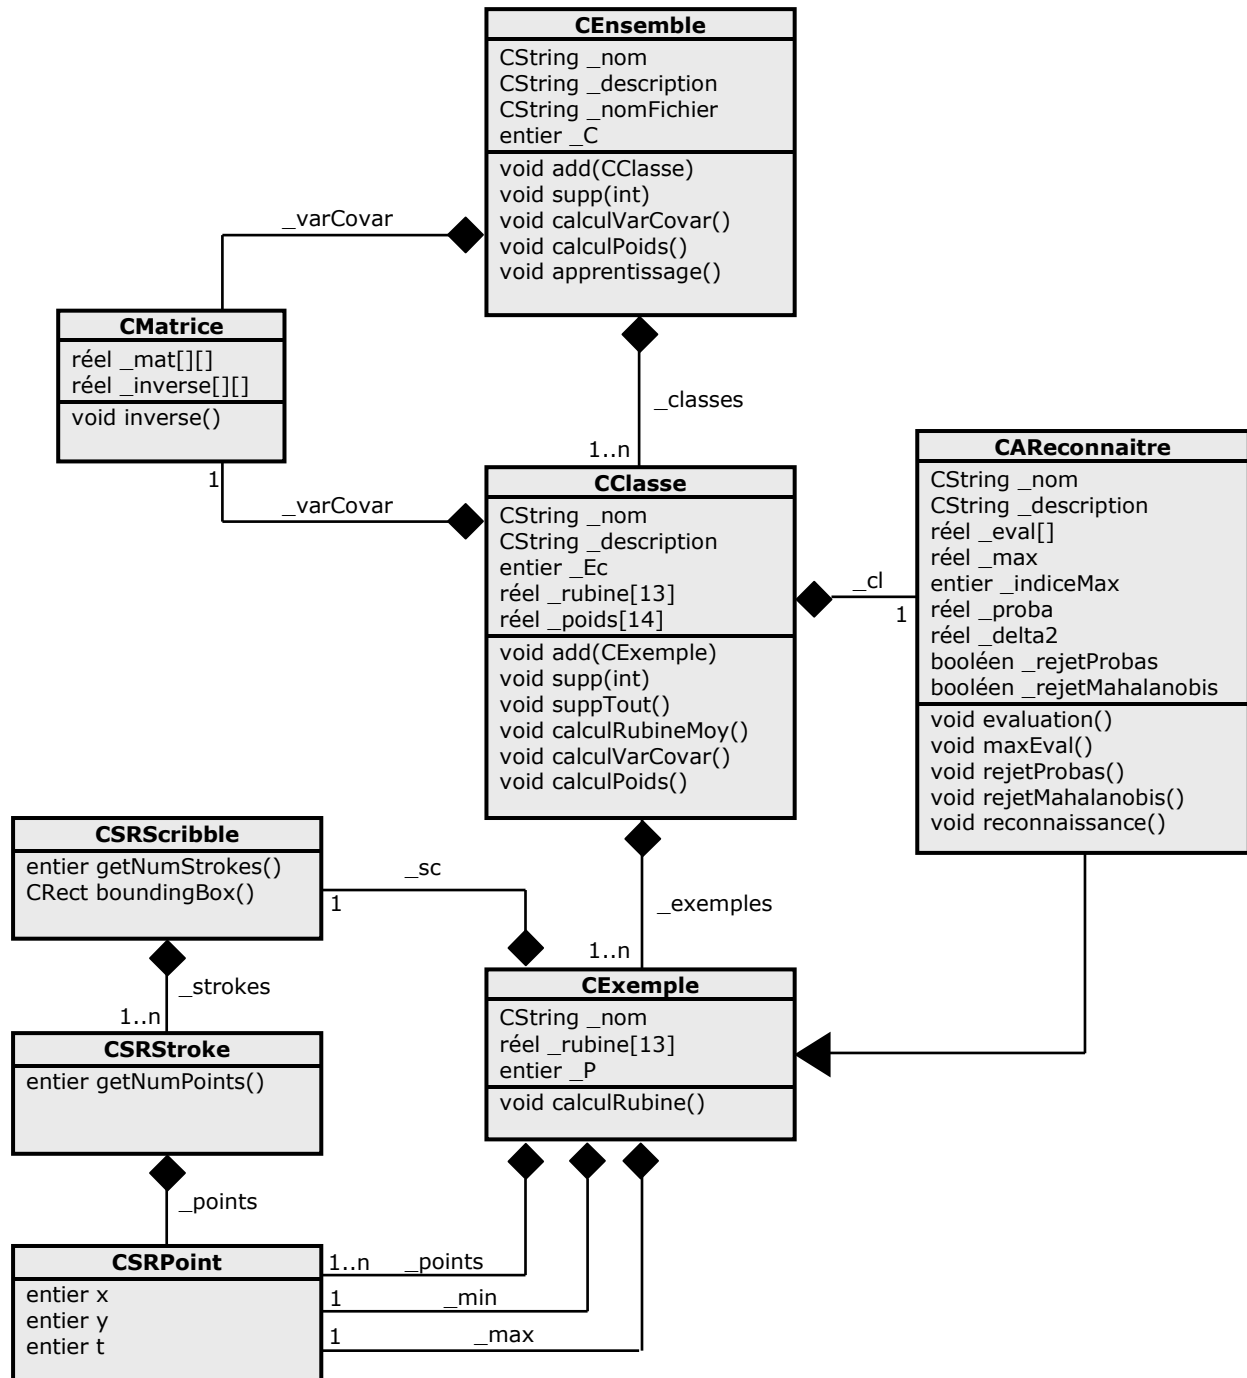 CEnsemble
CString _nom
CString _description
CString _nomFichier
entier _C
void add(CClasse)
void supp(int)
void calculVarCovar()
void calculPoids()
void apprentissage()
_varCovar
CMatrice
réel _mat[][]
réel _inverse[][]
void inverse()
_classes
1..n
1
_varCovar
CClasse
CString _nom
CString _description
entier _Ec
réel _rubine[13]
réel _poids[14]
void add(CExemple)
void supp(int)
void suppTout()
void calculRubineMoy()
void calculVarCovar()
void calculPoids()
_cl
1
CAReconnaitre
CString _nom
CString _description
réel _eval[]
réel _max
entier _indiceMax
réel _proba
réel _delta2
booléen _rejetProbas
booléen _rejetMahalanobis
void evaluation()
void maxEval()
void rejetProbas()
void rejetMahalanobis()
void reconnaissance()
CSRScribble
entier getNumStrokes()
CRect boundingBox()
_sc
1
_exemples
1..n
_strokes
1..n
CSRStroke
entier getNumPoints()
CExemple
CString _nom
réel _rubine[13]
entier _P
void calculRubine()
_points
CSRPoint
entier x
entier y
entier t
1..n _points
1 _min
1 _max